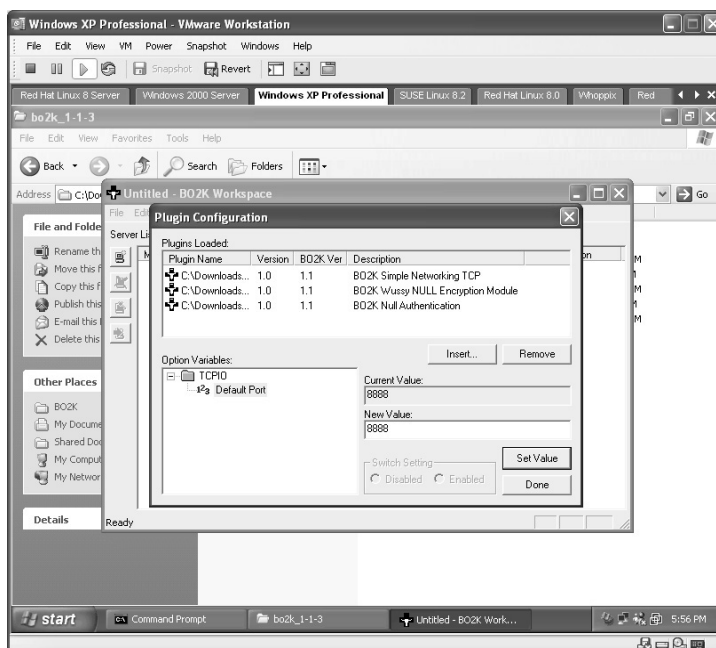 Windows XP Professional - VMware Workstation
File Edit View VM Power Snapshot Windows Help
Snapshot Revert
Red Hat Linux 8 Server Windows 2000 Server Windows XP Professional SUSE Linux 8.2 Red Hat Linux 8.0 Whoppix Red
bo2k_1-1-3
File Edit View Favorites Tools Help
Back Search Folders
Address C:\Do Go
Untitled - BO2K Workspace
File Edi
Server Li
Plugin Configuration
Plugins Loaded:
Plugin Name Version BO2K Ver Description
C:\Downloads... 1.0 1.1 BO2K Simple Networking TCP
C:\Downloads... 1.0 1.1 BO2K Wussy NULL Encryption Module
C:\Downloads... 1.0 1.1 BO2K Null Authentication
Insert... Remove
Option Variables:
TCPIO
Default Port
Current Value:
8888
New Value:
8888
Switch Setting
Disabled Enabled
Set Value
Done
Ready
File and Folde
Rename th
Move this f
Copy this f
Publish this
E-mail this
Delete this
Other Places
BO2K
My Docume
Shared Doc
My Comput
My Networ
Details
start Command Prompt bo2k_1-1-3 Untitled - BO2K Work... 5:56 PM